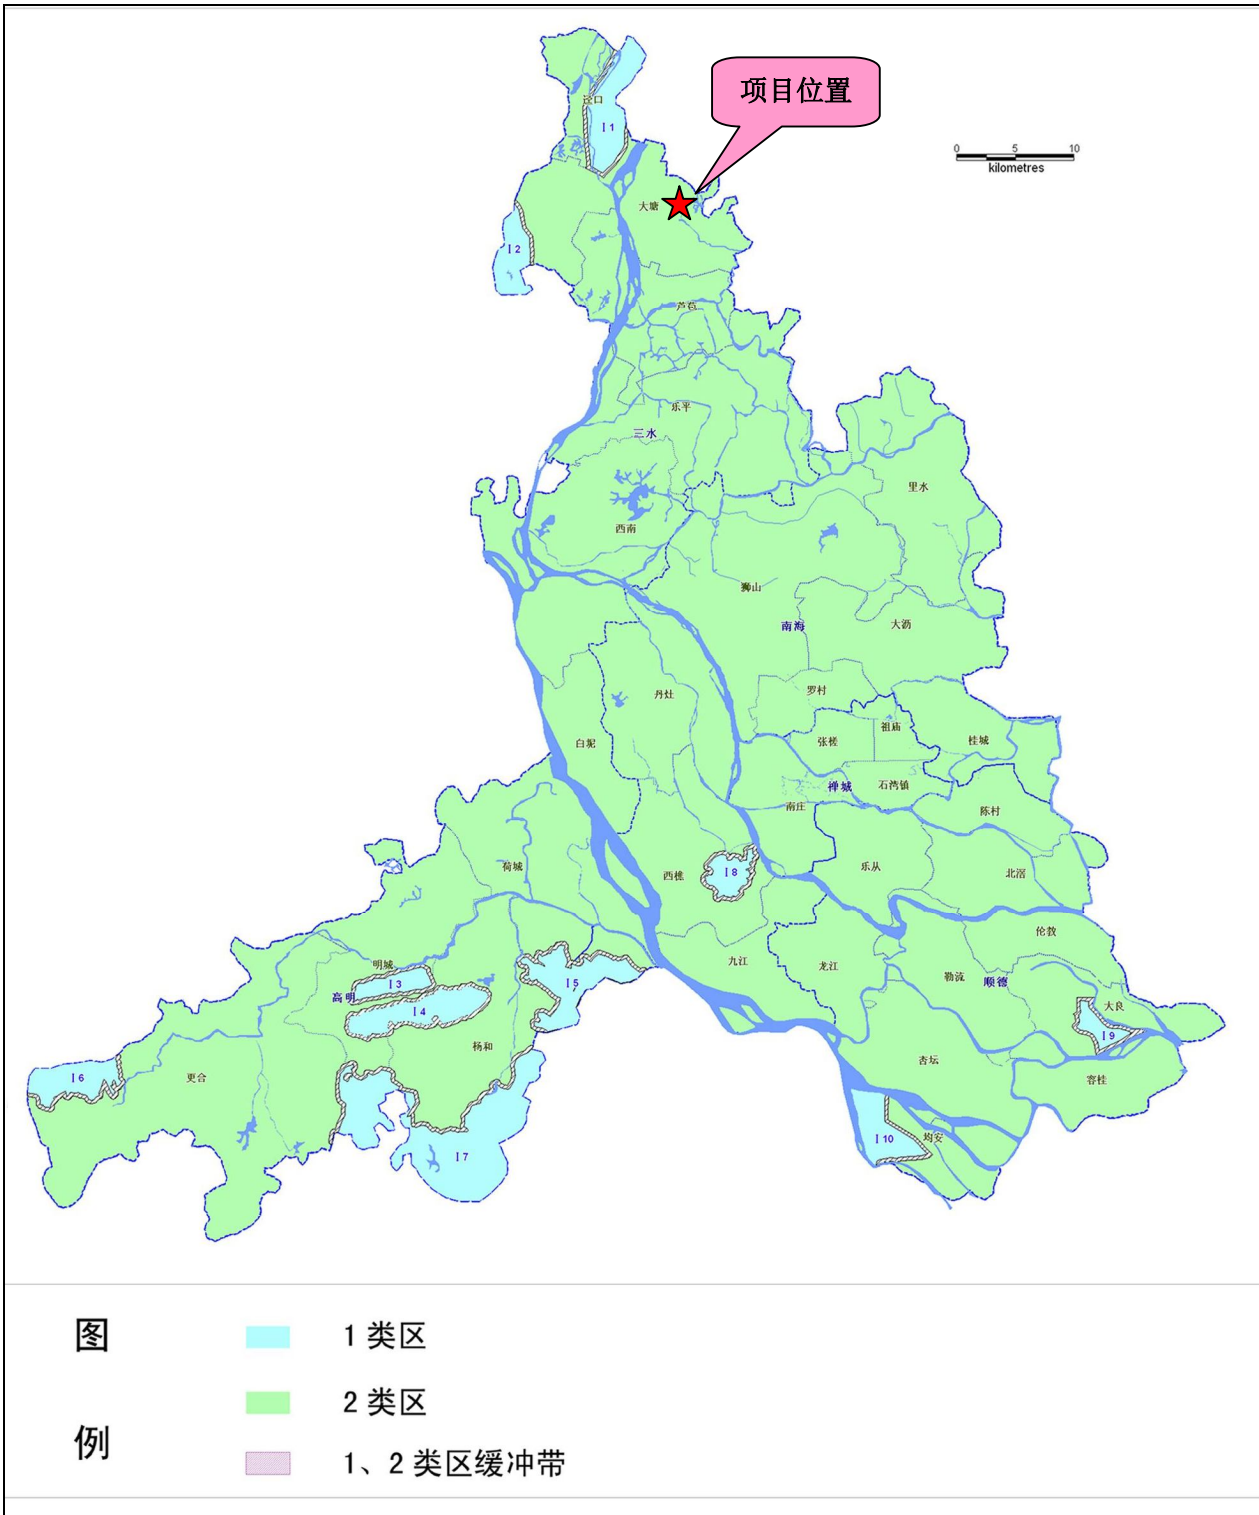 项目位置
迳口
I 1
0 5 10
kilometres
大塘
I 2
芦苞
乐平
三水
里水
西南
狮山
南海
大沥
罗村
丹灶
祖庙
张槎
桂城
白坭
禅城
石湾镇
南庄
陈村
荷城
西樵
I 8
乐从
北滘
伦教
明城
九江
龙江
勒流
顺德
I 3
I 5
高明
I 4
大良
I 9
杨和
杏坛
I 6
更合
容桂
I 10
均安
I 7
图
例
1 类区
2 类区
1、2 类区缓冲带